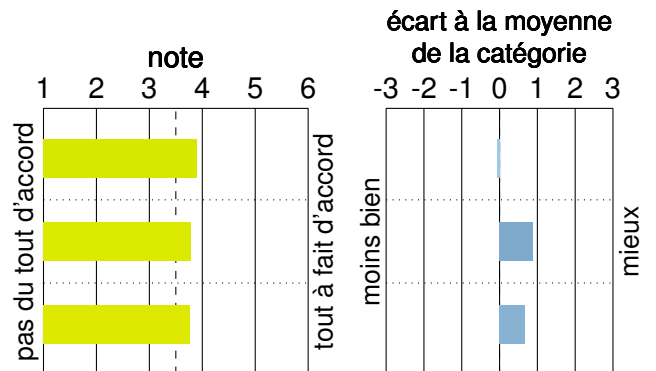 note
1 2 3 4 5 6
pas du tout d'accord
tout à fait d'accord
écart à la moyenne
de la catégorie
-3 -2 -1 0 1 2 3
moins bien
mieux